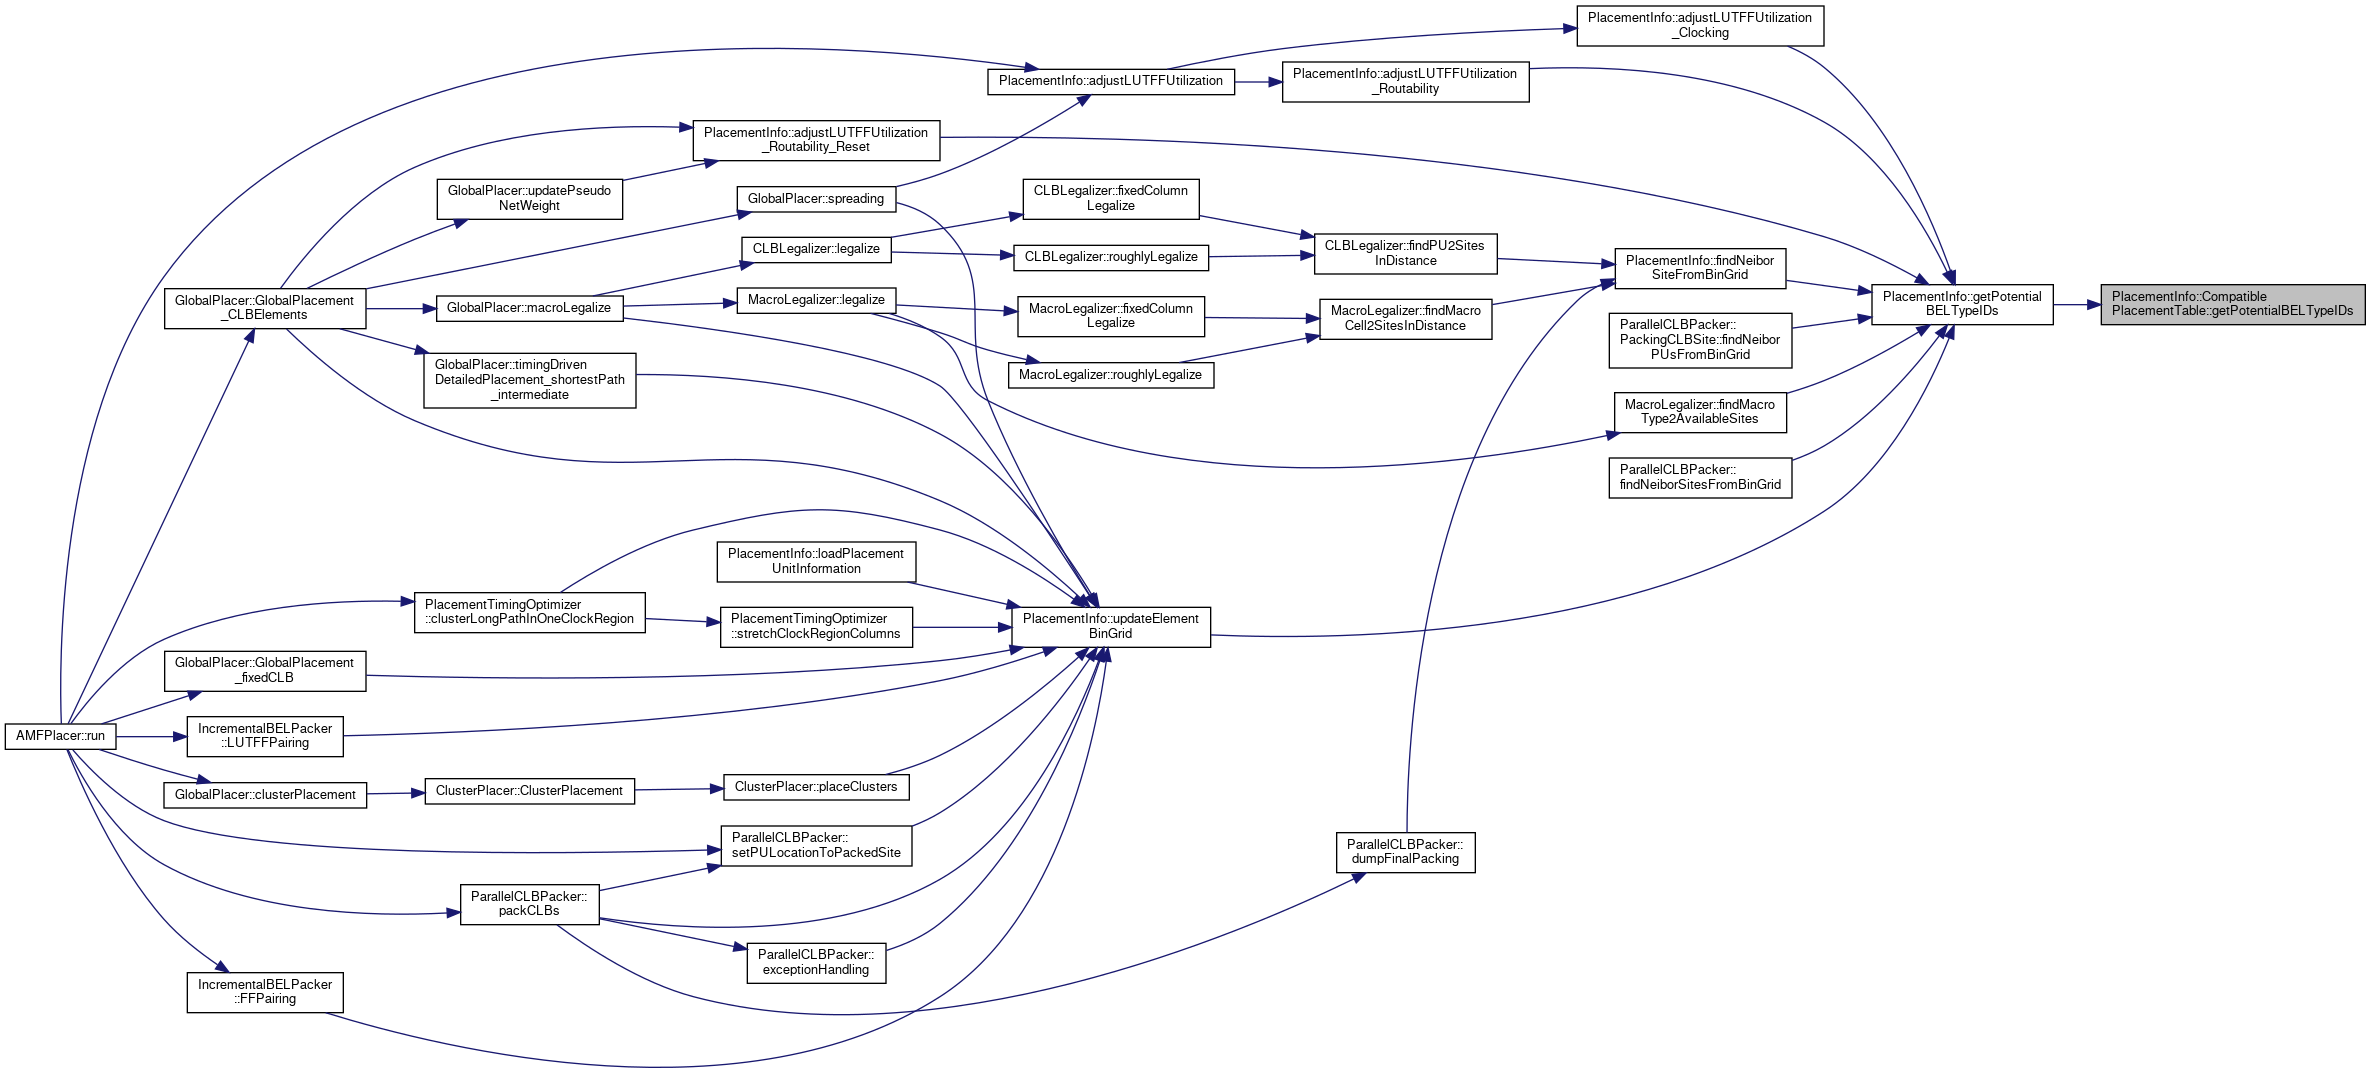 PlacementInfo::adjustLUTFFUtilization
_Clocking
PlacementInfo::adjustLUTFFUtilization
PlacementInfo::adjustLUTFFUtilization
_Routability
PlacementInfo::adjustLUTFFUtilization
_Routability_Reset
GlobalPlacer::updatePseudo
NetWeight
GlobalPlacer::spreading
CLBLegalizer::fixedColumn
Legalize
CLBLegalizer::legalize
CLBLegalizer::roughlyLegalize
CLBLegalizer::findPU2Sites
InDistance
PlacementInfo::findNeibor
SiteFromBinGrid
GlobalPlacer::GlobalPlacement
_CLBElements
GlobalPlacer::macroLegalize
MacroLegalizer::legalize
MacroLegalizer::fixedColumn
Legalize
MacroLegalizer::findMacro
Cell2SitesInDistance
PlacementInfo::getPotential
BELTypeIDs
PlacementInfo::Compatible
PlacementTable::getPotentialBELTypeIDs
ParallelCLBPacker::
PackingCLBSite::findNeibor
PUsFromBinGrid
GlobalPlacer::timingDriven
DetailedPlacement_shortestPath
_intermediate
MacroLegalizer::roughlyLegalize
MacroLegalizer::findMacro
Type2AvailableSites
ParallelCLBPacker::
findNeiborSitesFromBinGrid
PlacementInfo::loadPlacement
UnitInformation
PlacementTimingOptimizer
::clusterLongPathInOneClockRegion
PlacementTimingOptimizer
::stretchClockRegionColumns
PlacementInfo::updateElement
BinGrid
GlobalPlacer::GlobalPlacement
_fixedCLB
AMFPlacer::run
IncrementalBELPacker
::LUTFFPairing
GlobalPlacer::clusterPlacement
ClusterPlacer::ClusterPlacement
ClusterPlacer::placeClusters
ParallelCLBPacker::
setPULocationToPackedSite
ParallelCLBPacker::
dumpFinalPacking
ParallelCLBPacker::
packCLBs
ParallelCLBPacker::
exceptionHandling
IncrementalBELPacker
::FFPairing